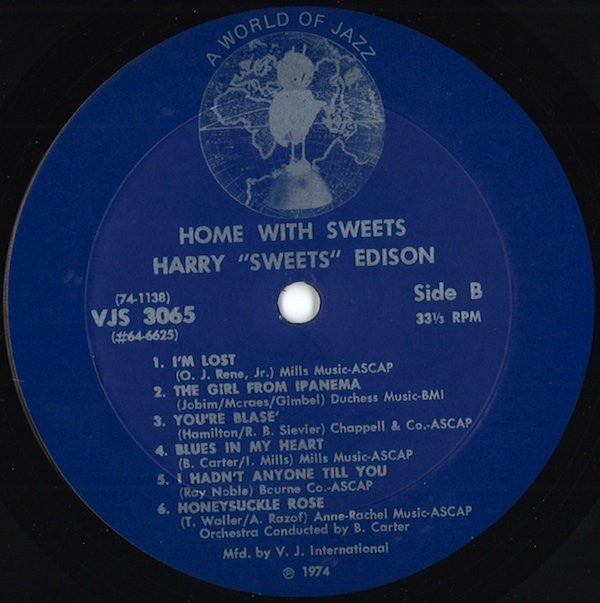 A WORLD OF JAZZ
HOME WITH SWEETS
HARRY "SWEETS" EDISON
(74-1138)
VJS 3065
(#64-6625)
Side B
33⅓ RPM
1. I'M LOST
(O. J. Rene, Jr.) Mills Music-ASCAP
2. THE GIRL FROM IPANEMA
(Jobim/Mcraes/Gimbel) Duchess Music-BMI
3. YOU'RE BLASE'
(Hamilton/R. B. Sievier) Chappell & Co.-ASCAP
4. BLUES IN MY HEART
(B. Carter/I. Mills) Mills Music-ASCAP
5. I HADN'T ANYONE TILL YOU
(Ray Noble) Bourne Co.-ASCAP
6. HONEYSUCKLE ROSE
(T. Waller/A. Razof) Anne-Rachel Music-ASCAP
Orchestra Conducted by B. Carter
Mfd. by V. J. International
℗ 1974